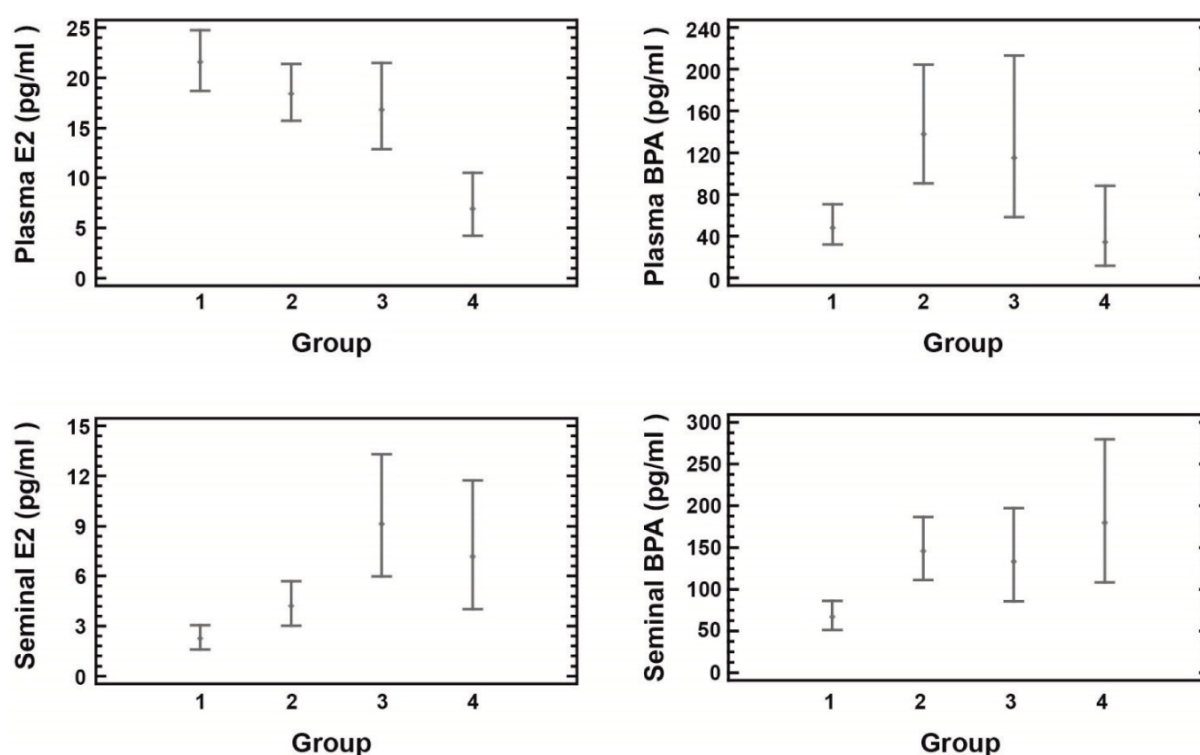 Plasma E2 (pg/ml )
25
20
15
10
5
0
1 2 3 4
Group
Plasma BPA (pg/ml )
240
200
160
120
80
40
0
1 2 3 4
Group
Seminal E2 (pg/ml )
15
12
9
6
3
0
1 2 3 4
Group
Seminal BPA (pg/ml )
300
250
200
150
100
50
0
1 2 3 4
Group